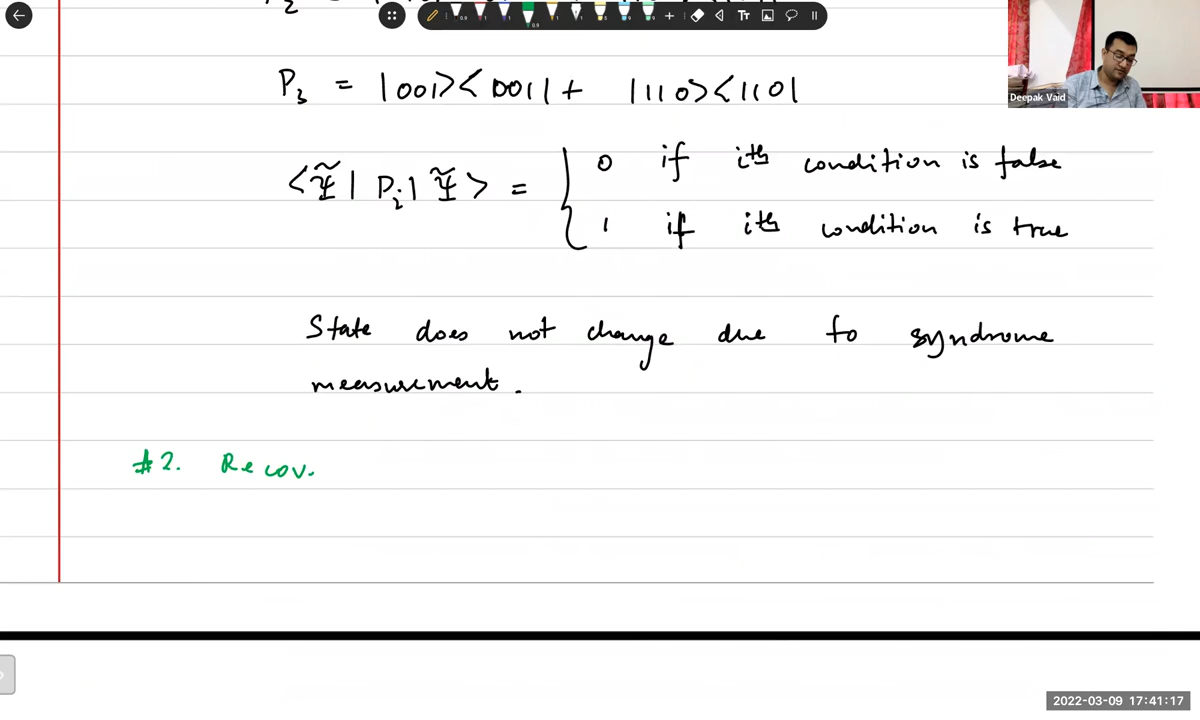 P₃ = |001><001| + |110><110|
<Ψ̃| Pᵢ| Ψ̃> = { 0 if ith condition is false
1 if ith condition is true
State does not change due to syndrome
measurement.
#2. Recov.
Deepak Vaid
2022-03-09 17:41:17